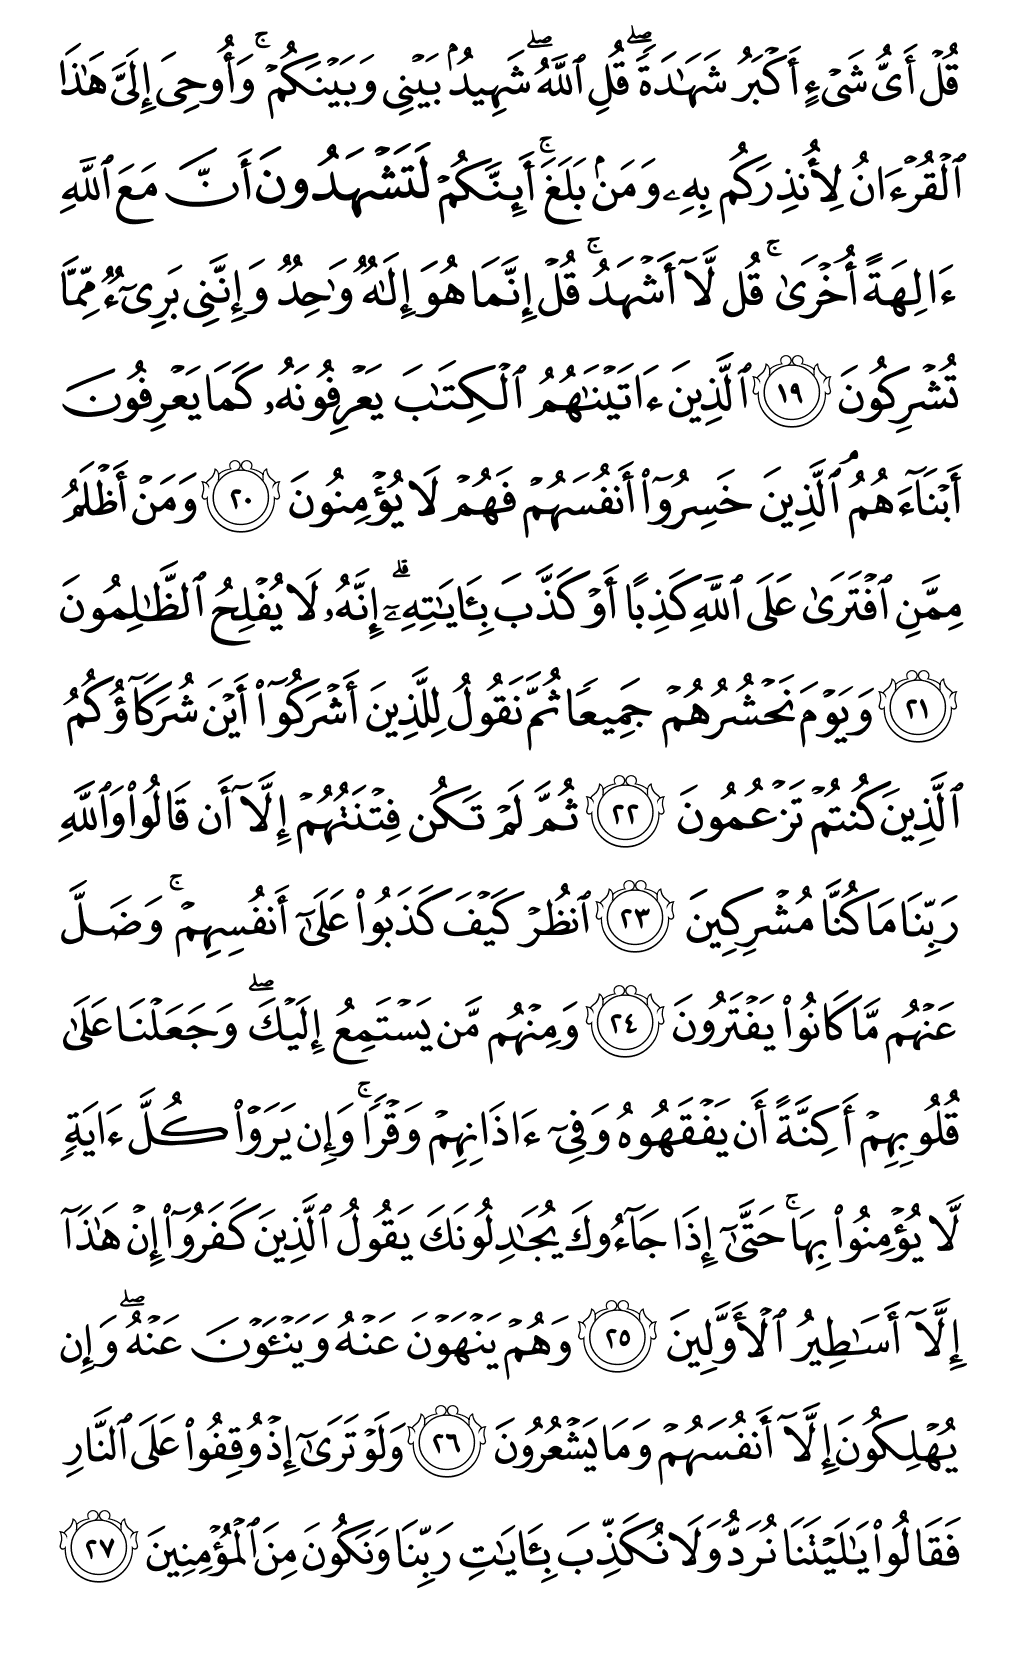 قُلْ أَىُّ شَىْءٍ أَكْبَرُ شَهَـٰدَةًۖ قُلِ ٱللَّهُۖ شَهِيدٌۢ بَيْنِى وَبَيْنَكُمْۚ وَأُوحِىَ إِلَىَّ هَـٰذَا
ٱلْقُرْءَانُ لِأُنذِرَكُم بِهِۦ وَمَنۢ بَلَغَۚ أَئِنَّكُمْ لَتَشْهَدُونَ أَنَّ مَعَ ٱللَّهِ
ءَالِهَةً أُخْرَىٰۚ قُل لَّآ أَشْهَدُۚ قُلْ إِنَّمَا هُوَ إِلَـٰهٌ وَٰحِدٌ وَإِنَّنِى بَرِىٓءٌ مِّمَّا
تُشْرِكُونَ ١٩ ٱلَّذِينَ ءَاتَيْنَـٰهُمُ ٱلْكِتَـٰبَ يَعْرِفُونَهُۥ كَمَا يَعْرِفُونَ
أَبْنَآءَهُمُۘ ٱلَّذِينَ خَسِرُوٓا۟ أَنفُسَهُمْ فَهُمْ لَا يُؤْمِنُونَ ٢٠ وَمَنْ أَظْلَمُ
مِمَّنِ ٱفْتَرَىٰ عَلَى ٱللَّهِ كَذِبًا أَوْ كَذَّبَ بِـَٔايَـٰتِهِۦٓۗ إِنَّهُۥ لَا يُفْلِحُ ٱلظَّـٰلِمُونَ
٢١ وَيَوْمَ نَحْشُرُهُمْ جَمِيعًا ثُمَّ نَقُولُ لِلَّذِينَ أَشْرَكُوٓا۟ أَيْنَ شُرَكَآؤُكُمُ
ٱلَّذِينَ كُنتُمْ تَزْعُمُونَ ٢٢ ثُمَّ لَمْ تَكُن فِتْنَتُهُمْ إِلَّآ أَن قَالُوا۟ وَٱللَّهِ
رَبِّنَا مَا كُنَّا مُشْرِكِينَ ٢٣ ٱنظُرْ كَيْفَ كَذَبُوا۟ عَلَىٰٓ أَنفُسِهِمْۚ وَضَلَّ
عَنْهُم مَّا كَانُوا۟ يَفْتَرُونَ ٢٤ وَمِنْهُم مَّن يَسْتَمِعُ إِلَيْكَۖ وَجَعَلْنَا عَلَىٰ
قُلُوبِهِمْ أَكِنَّةً أَن يَفْقَهُوهُ وَفِىٓ ءَاذَانِهِمْ وَقْرًاۚ وَإِن يَرَوْا۟ كُلَّ ءَايَةٍ
لَّا يُؤْمِنُوا۟ بِهَاۚ حَتَّىٰٓ إِذَا جَآءُوكَ يُجَـٰدِلُونَكَ يَقُولُ ٱلَّذِينَ كَفَرُوٓا۟ إِنْ هَـٰذَآ
إِلَّآ أَسَـٰطِيرُ ٱلْأَوَّلِينَ ٢٥ وَهُمْ يَنْهَوْنَ عَنْهُ وَيَنْـَٔوْنَ عَنْهُۖ وَإِن
يُهْلِكُونَ إِلَّآ أَنفُسَهُمْ وَمَا يَشْعُرُونَ ٢٦ وَلَوْ تَرَىٰٓ إِذْ وُقِفُوا۟ عَلَى ٱلنَّارِ
فَقَالُوا۟ يَـٰلَيْتَنَا نُرَدُّ وَلَا نُكَذِّبَ بِـَٔايَـٰتِ رَبِّنَا وَنَكُونَ مِنَ ٱلْمُؤْمِنِينَ ٢٧